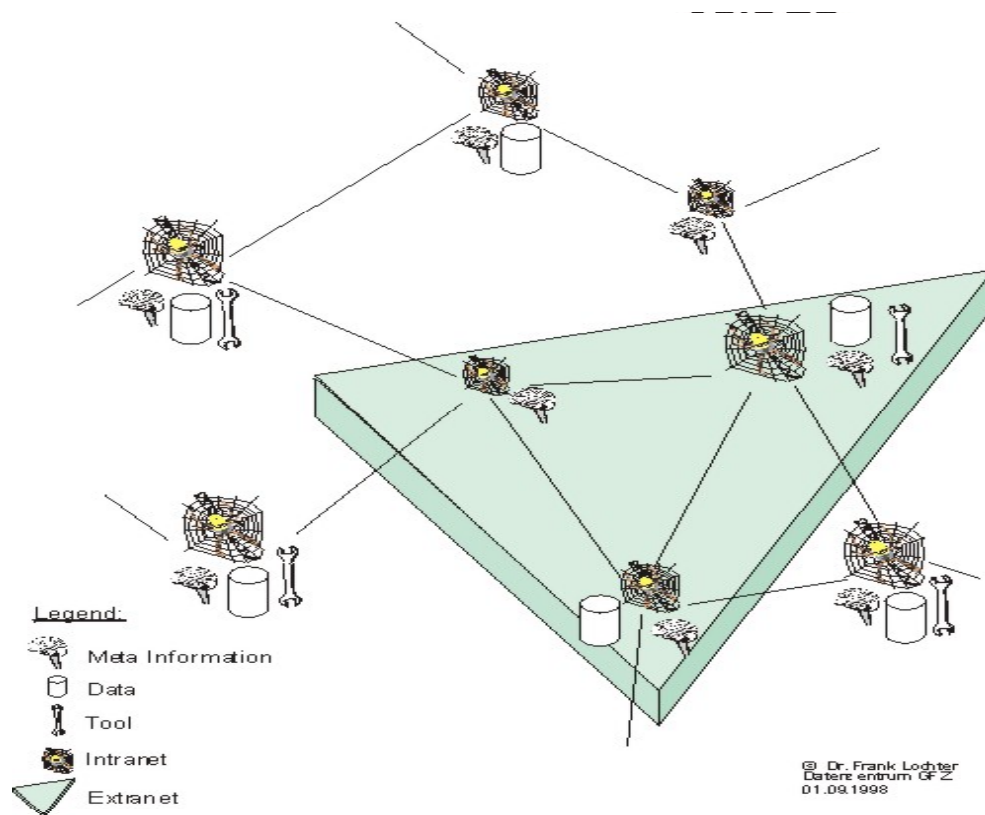 Legend:
Meta Information
Data
Tool
Intranet
Extranet
© Dr. Frank Lochter
Datenzentrum GFZ
01.09.1998